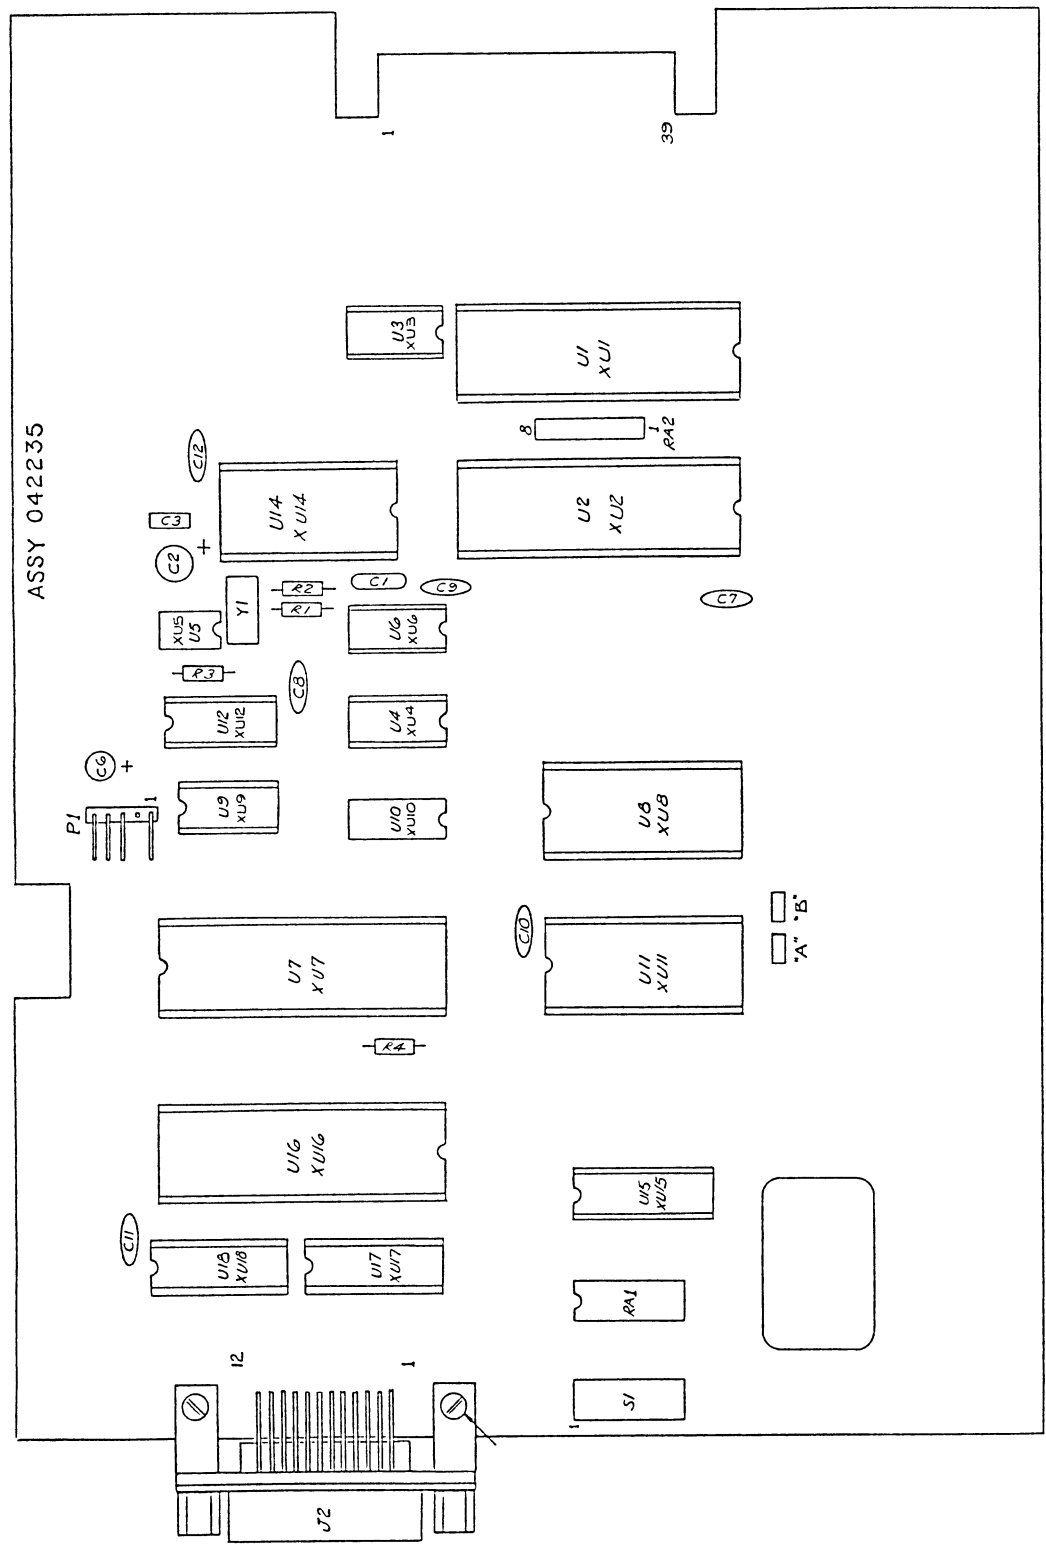 ASSY 042235
1
39
U3
XU3
U1
XU1
8
1
RA2
C12
U14
XU14
U2
XU2
C3
C2
+
Y1
R2
R1
C1
C9
C7
XU5
U5
U6
XU6
R3
C8
U12
XU12
U4
XU4
C6
+
P1
1
U9
XU9
U10
XU10
U8
XU8
"A"
"B"
C10
U7
XU7
U11
XU11
R4
U16
XU16
U15
XU15
C11
U18
XU18
U17
XU17
RA1
12
1
S1
1
J2